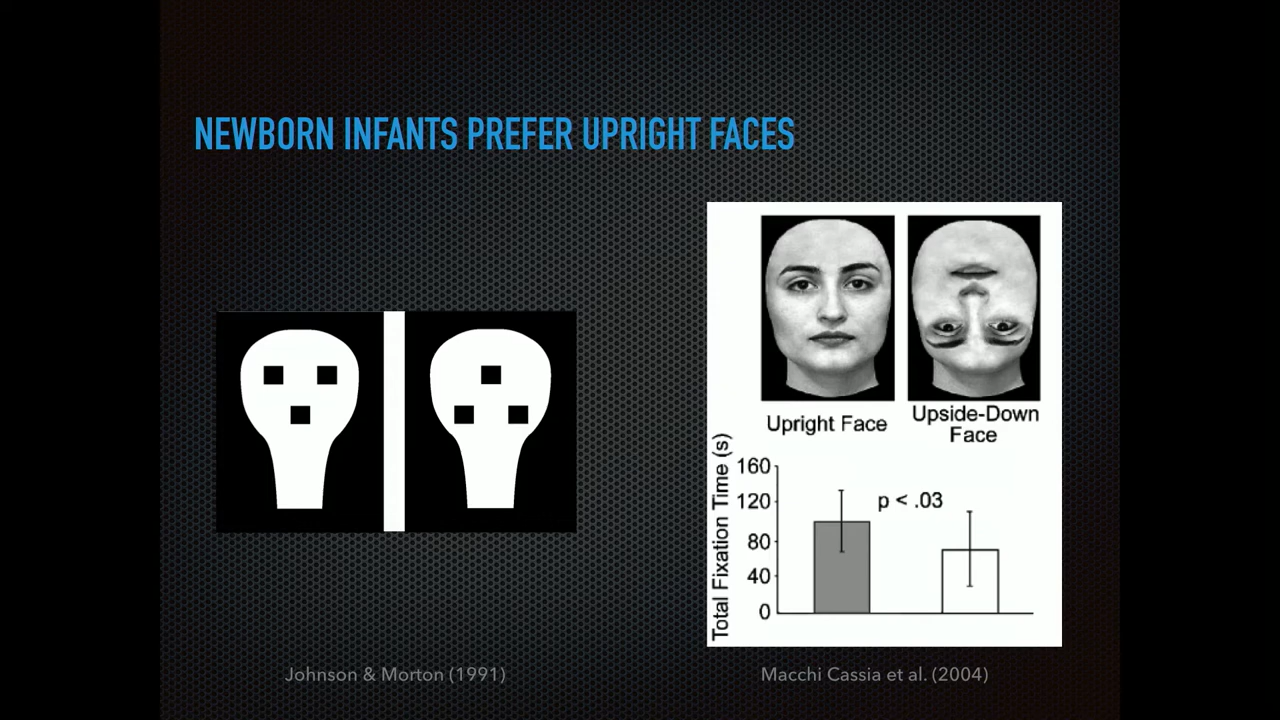 NEWBORN INFANTS PREFER UPRIGHT FACES
Upright Face
Upside-Down
Face
Total Fixation Time (s)
160
120
80
40
0
p < .03
Johnson & Morton (1991)
Macchi Cassia et al. (2004)